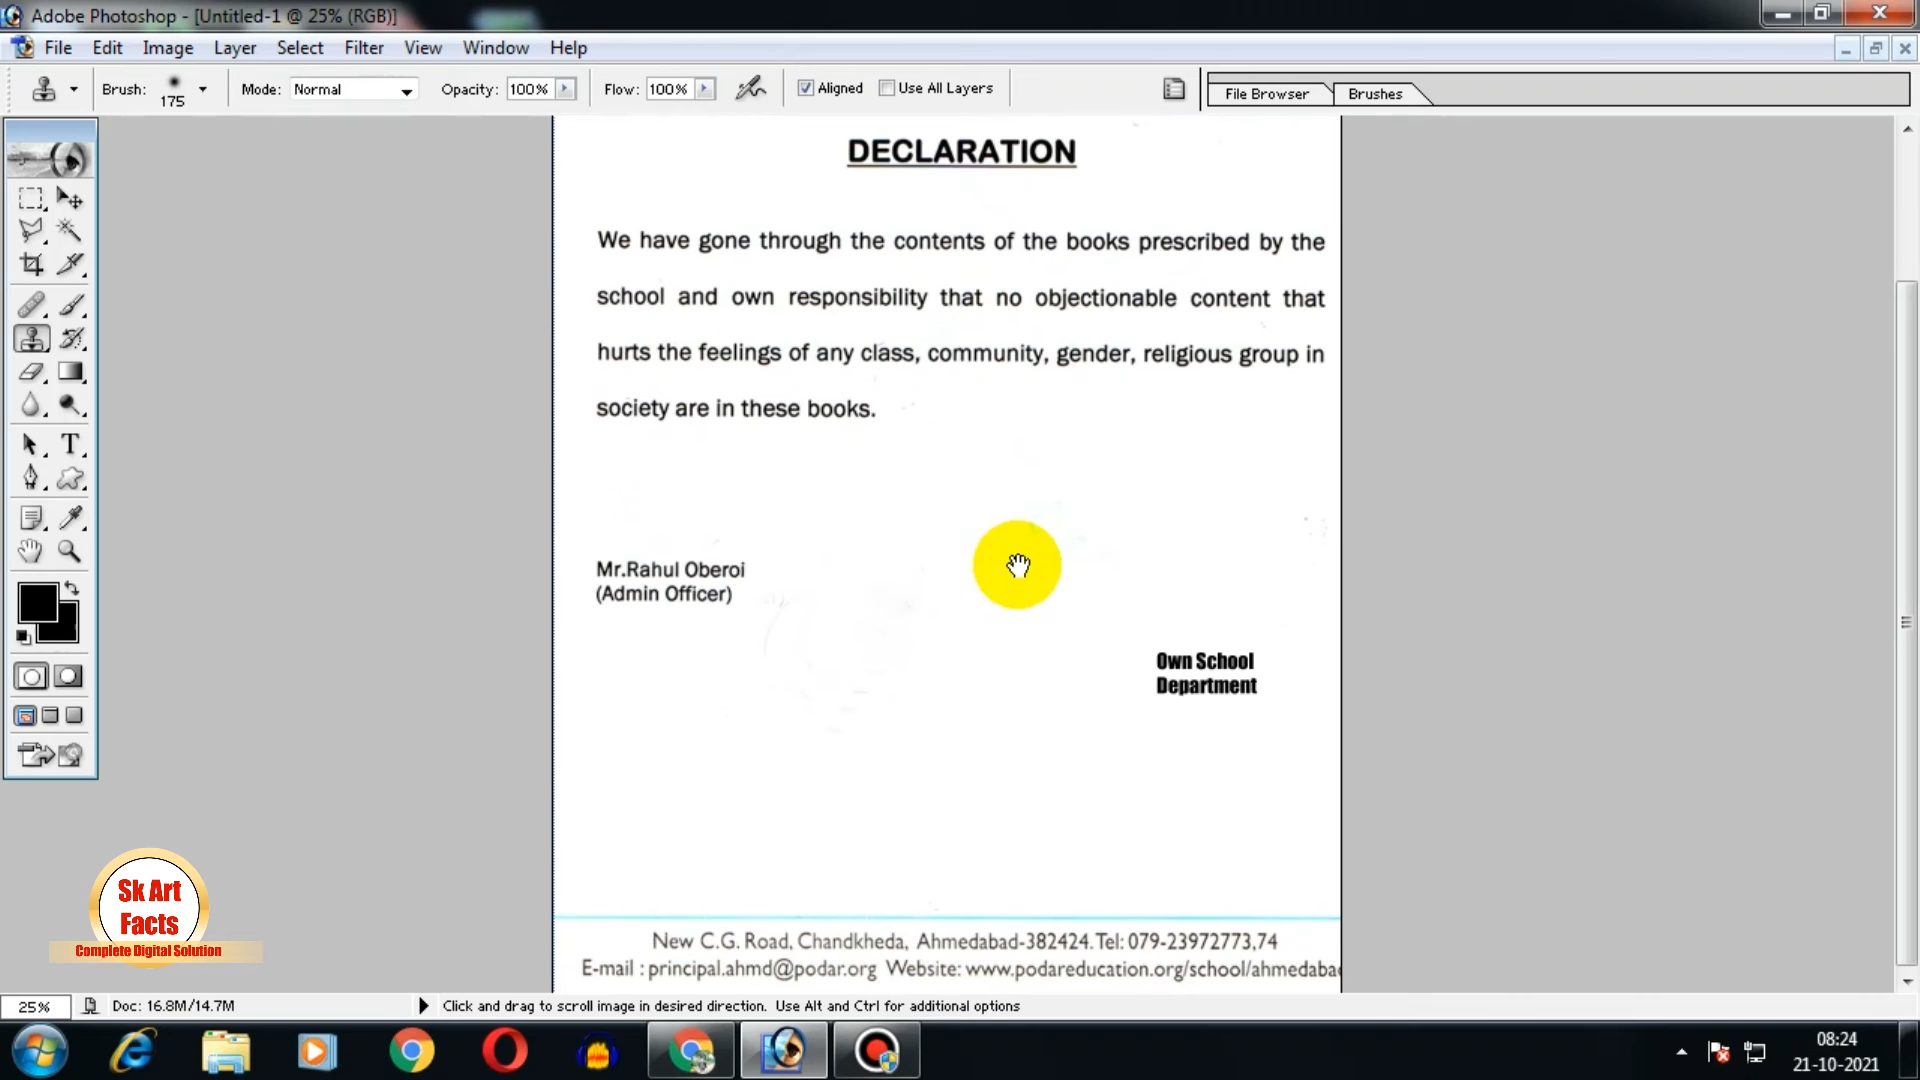 Adobe Photoshop - [Untitled-1 @ 25% (RGB)]
File Edit Image Layer Select Filter View Window Help
Brush: 175 Mode: Normal Opacity: 100% Flow: 100% Aligned Use All Layers File Browser Brushes
DECLARATION
We have gone through the contents of the books prescribed by the
school and own responsibility that no objectionable content that
hurts the feelings of any class, community, gender, religious group in
society are in these books.
Mr.Rahul Oberoi
(Admin Officer)
Own School
Department
Sk Art
Facts
Complete Digital Solution
New C.G. Road, Chandkheda, Ahmedabad-382424.Tel: 079-23972773,74
E-mail : principal.ahmd@podar.org Website: www.podareducation.org/school/ahmedabad
25% Doc: 16.8M/14.7M Click and drag to scroll image in desired direction. Use Alt and Ctrl for additional options
08:24
21-10-2021